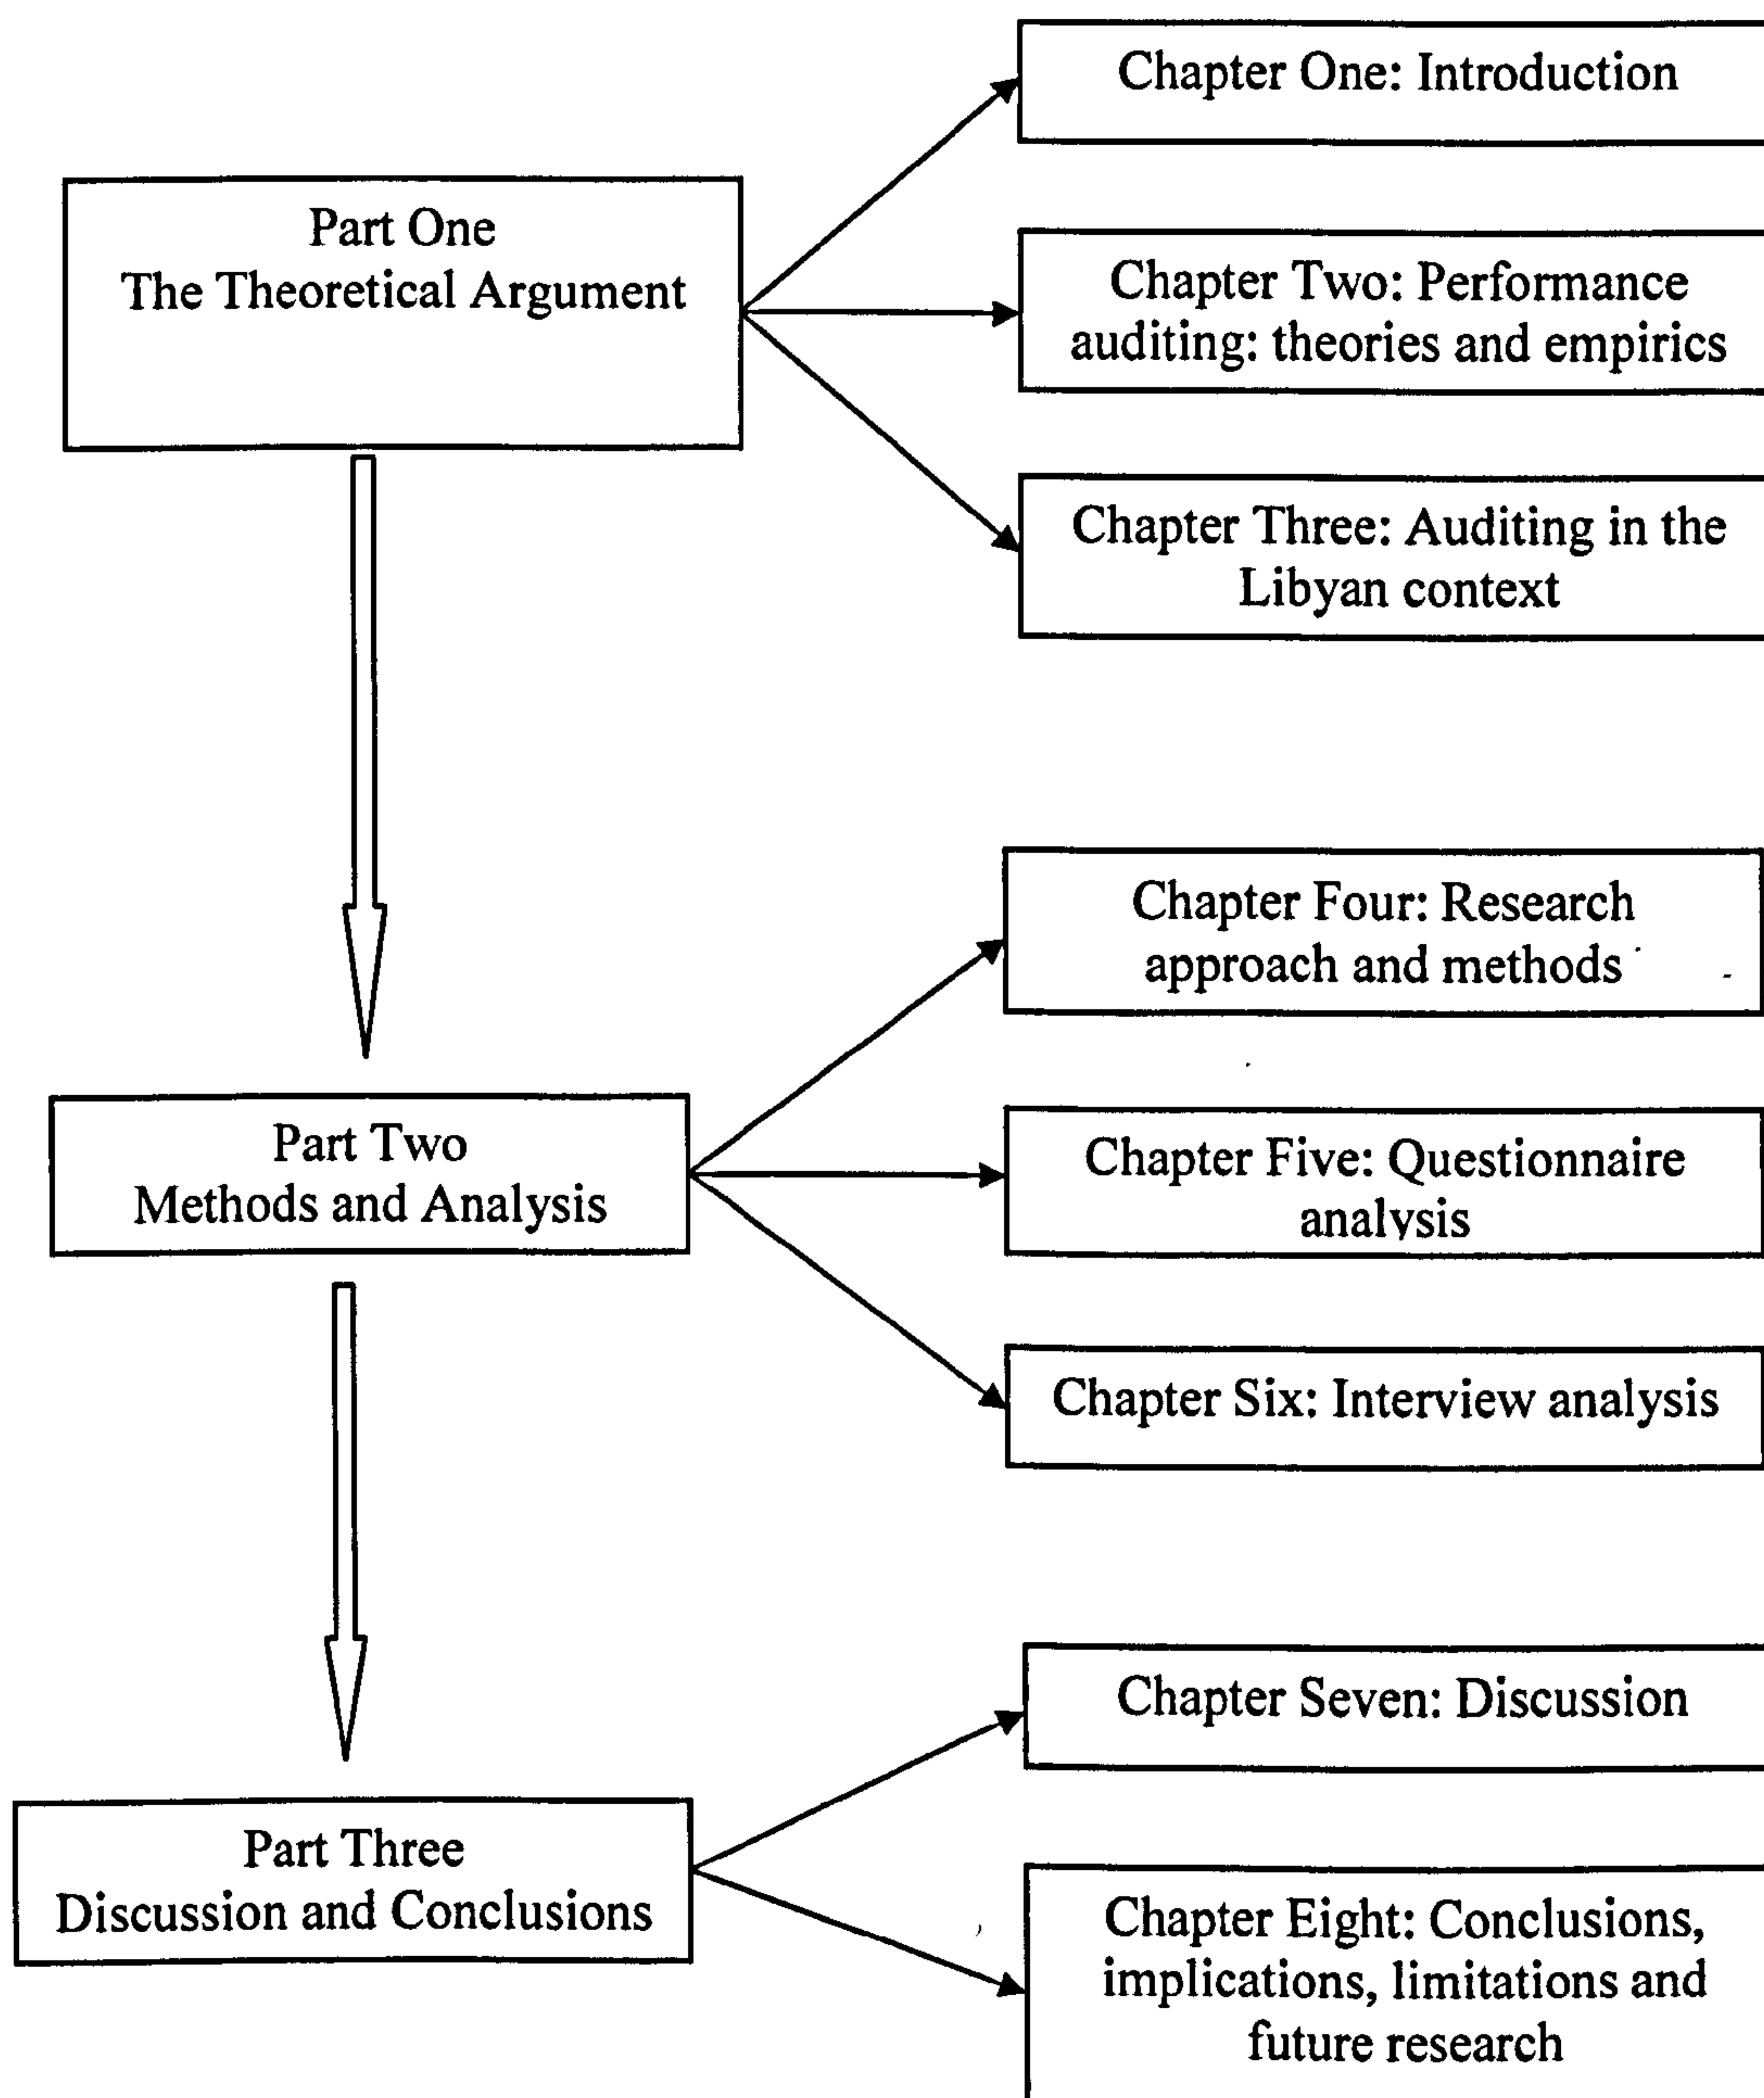 Chapter One: Introduction
Part One
The Theoretical Argument
Chapter Two: Performance
auditing: theories and empirics
Chapter Three: Auditing in the
Libyan context
Chapter Four: Research
approach and methods
Part Two
Methods and Analysis
Chapter Five: Questionnaire
analysis
Chapter Six: Interview analysis
Chapter Seven: Discussion
Part Three
Discussion and Conclusions
Chapter Eight: Conclusions,
implications, limitations and
future research